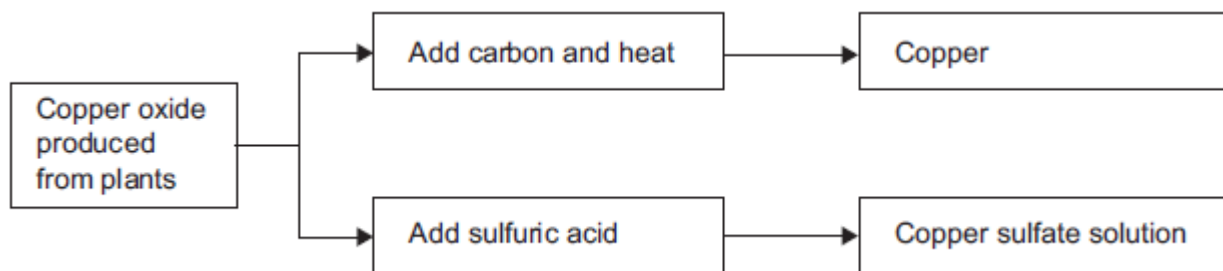 Copper oxide
produced
from plants
Add carbon and heat
Copper
Add sulfuric acid
Copper sulfate solution